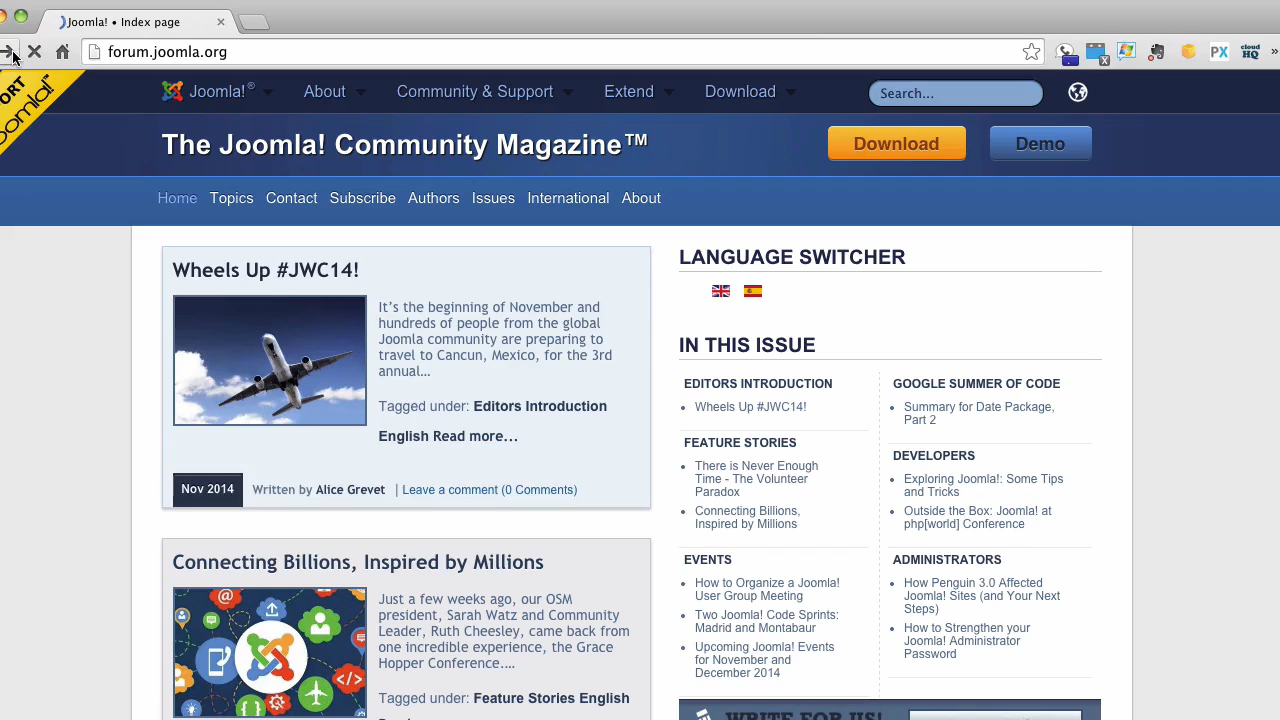 Joomla! • Index page
forum.joomla.org
PX
cloud
HQ
Joomla!® About Community & Support Extend Download Search...
The Joomla! Community Magazine™
Download Demo
Home Topics Contact Subscribe Authors Issues International About
Wheels Up #JWC14!
It's the beginning of November and
hundreds of people from the global
Joomla community are preparing to
travel to Cancun, Mexico, for the 3rd
annual...
Tagged under: Editors Introduction
English Read more...
Nov 2014 Written by Alice Grevet | Leave a comment (0 Comments)
Connecting Billions, Inspired by Millions
Just a few weeks ago, our OSM
president, Sarah Watz and Community
Leader, Ruth Cheesley, came back from
one incredible experience, the Grace
Hopper Conference....
Tagged under: Feature Stories English
LANGUAGE SWITCHER
IN THIS ISSUE
EDITORS INTRODUCTION
Wheels Up #JWC14!
FEATURE STORIES
There is Never Enough
Time - The Volunteer
Paradox
Connecting Billions,
Inspired by Millions
EVENTS
How to Organize a Joomla!
User Group Meeting
Two Joomla! Code Sprints:
Madrid and Montabaur
Upcoming Joomla! Events
for November and
December 2014
GOOGLE SUMMER OF CODE
Summary for Date Package,
Part 2
DEVELOPERS
Exploring Joomla!: Some Tips
and Tricks
Outside the Box: Joomla! at
php[world] Conference
ADMINISTRATORS
How Penguin 3.0 Affected
Joomla! Sites (and Your Next
Steps)
How to Strengthen your
Joomla! Administrator
Password
WRITE FOR US!